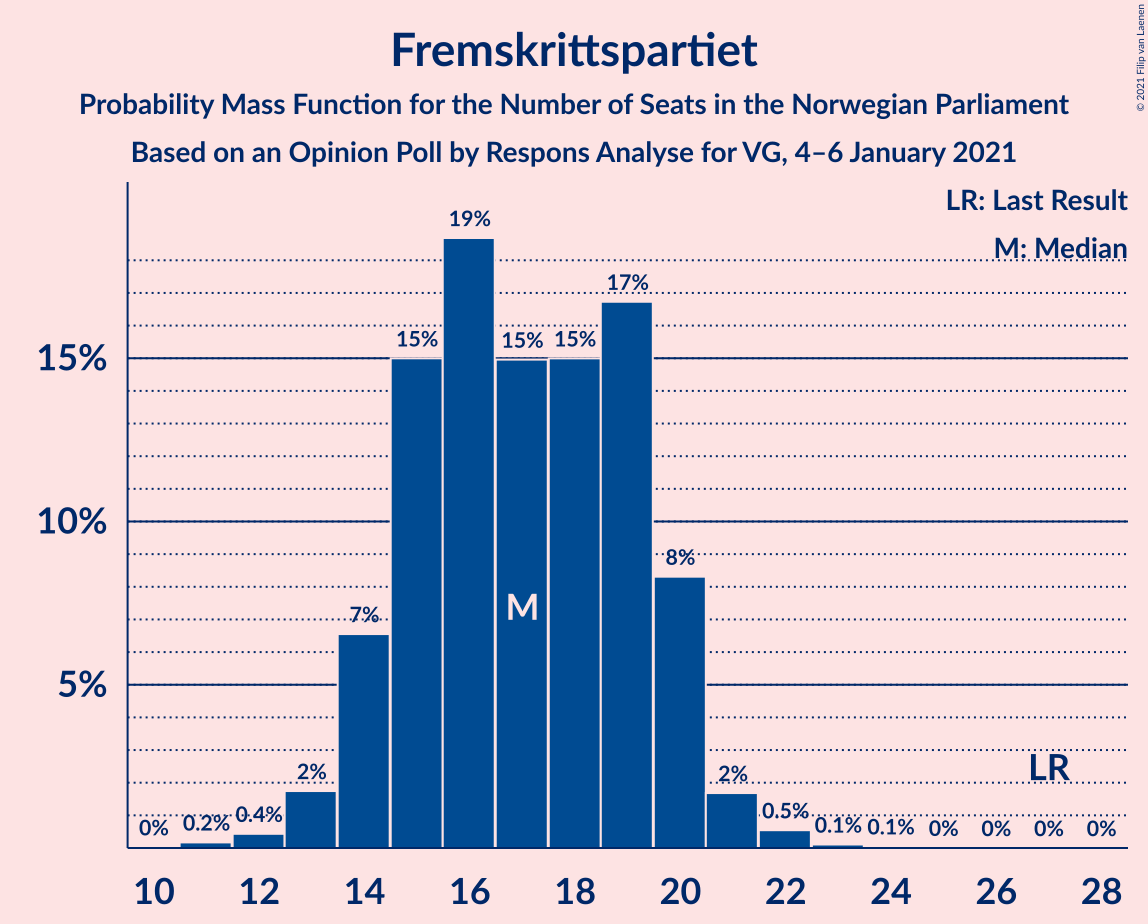 Fremskrittspartiet
Probability Mass Function for the Number of Seats in the Norwegian Parliament
Based on an Opinion Poll by Respons Analyse for VG, 4–6 January 2021
© 2021 Filip van Laenen
LR: Last Result
M: Median
19%
17%
15% 15% 15%
15%
10%
8%
7%
M
5%
LR
2% 2%
0% 0.2% 0.4% 0.5% 0.1% 0.1% 0% 0% 0% 0%
10 12 14 16 18 20 22 24 26 28